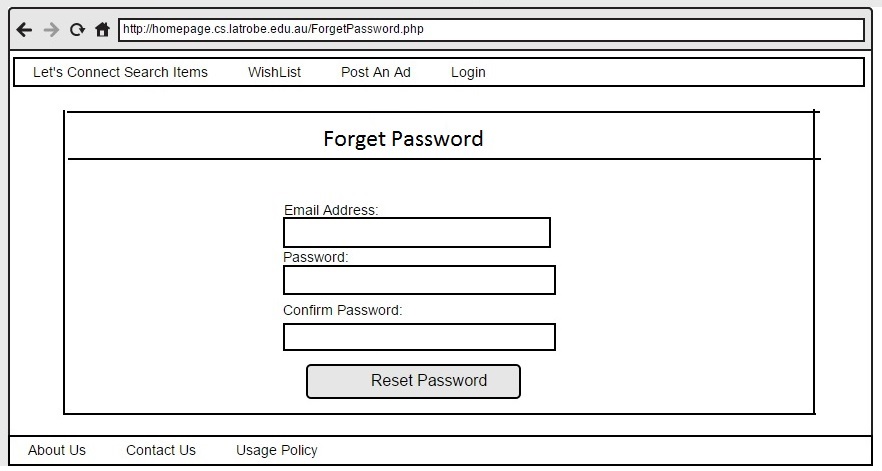 http://homepage.cs.latrobe.edu.au/ForgetPassword.php
Let's Connect Search Items WishList Post An Ad Login
Forget Password
Email Address:
Password:
Confirm Password:
Reset Password
About Us Contact Us Usage Policy